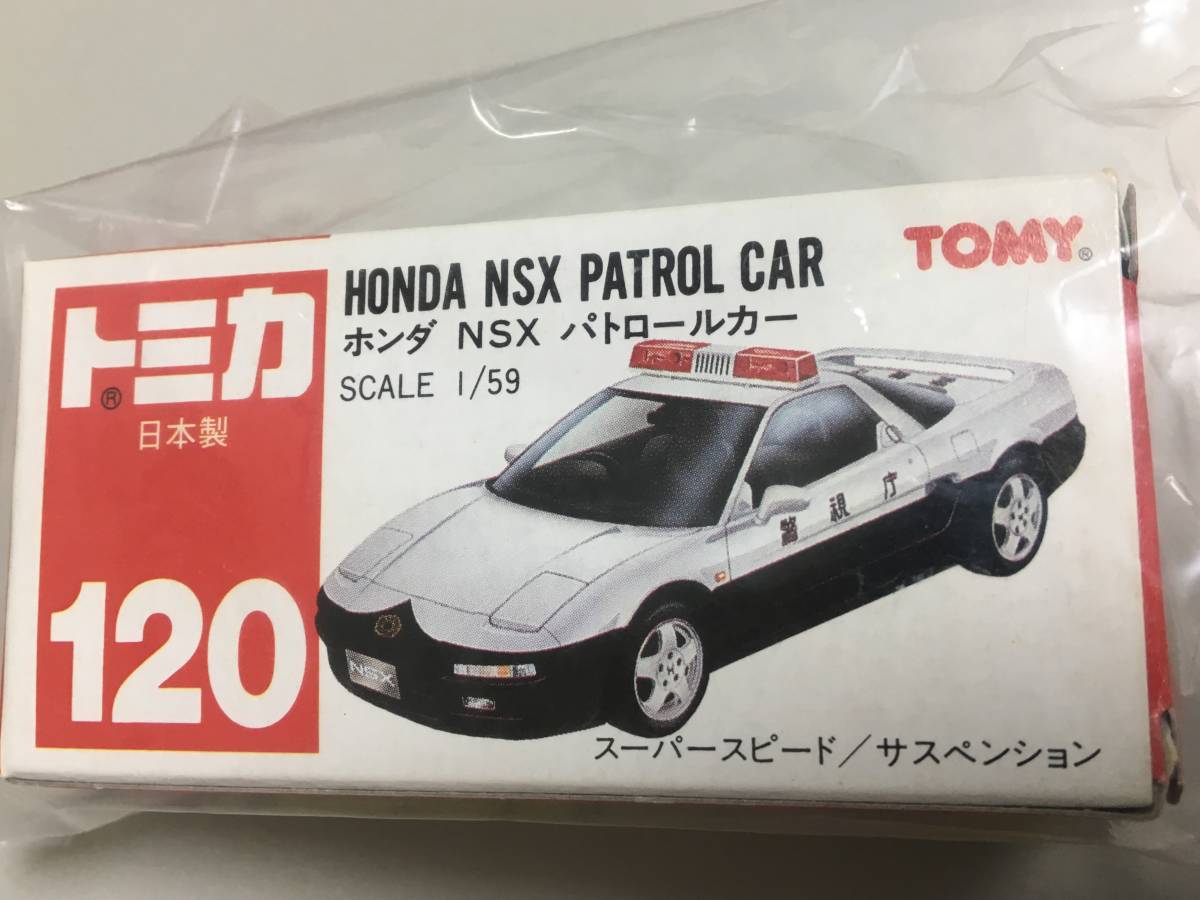 トミカ®
日本製
120
HONDA NSX PATROL CAR
ホンダ NSX パトロールカー
SCALE 1/59
TOMY®
警視庁
NSX
スーパースピード/サスペンション